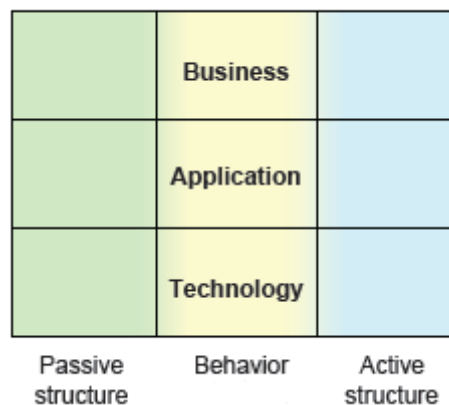 Business
Application
Technology
Passive structure
Behavior
Active structure